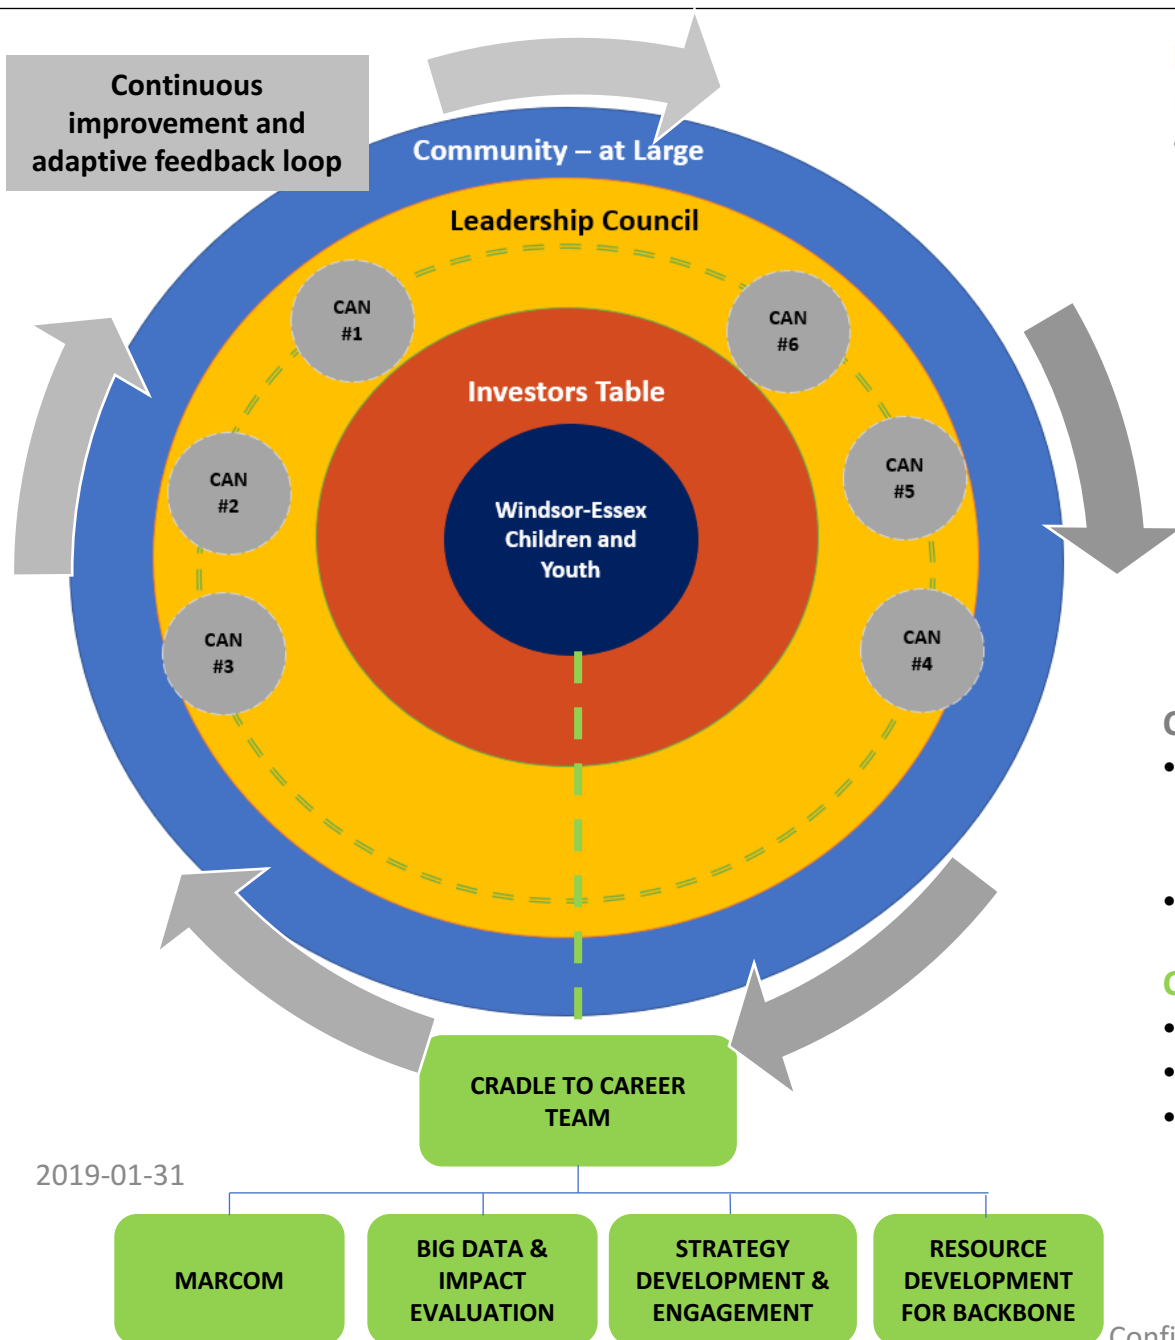 Continuous
improvement and
adaptive feedback loop
Community – at Large
Leadership Council
CAN
#1
CAN
#6
Investors Table
CAN
#2
CAN
#5
Windsor-Essex
Children and
Youth
CAN
#3
CAN
#4
CRADLE TO CAREER
TEAM
2019-01-31
MARCOM
BIG DATA &
IMPACT
EVALUATION
STRATEGY
DEVELOPMENT &
ENGAGEMENT
RESOURCE
DEVELOPMENT
FOR BACKBONE